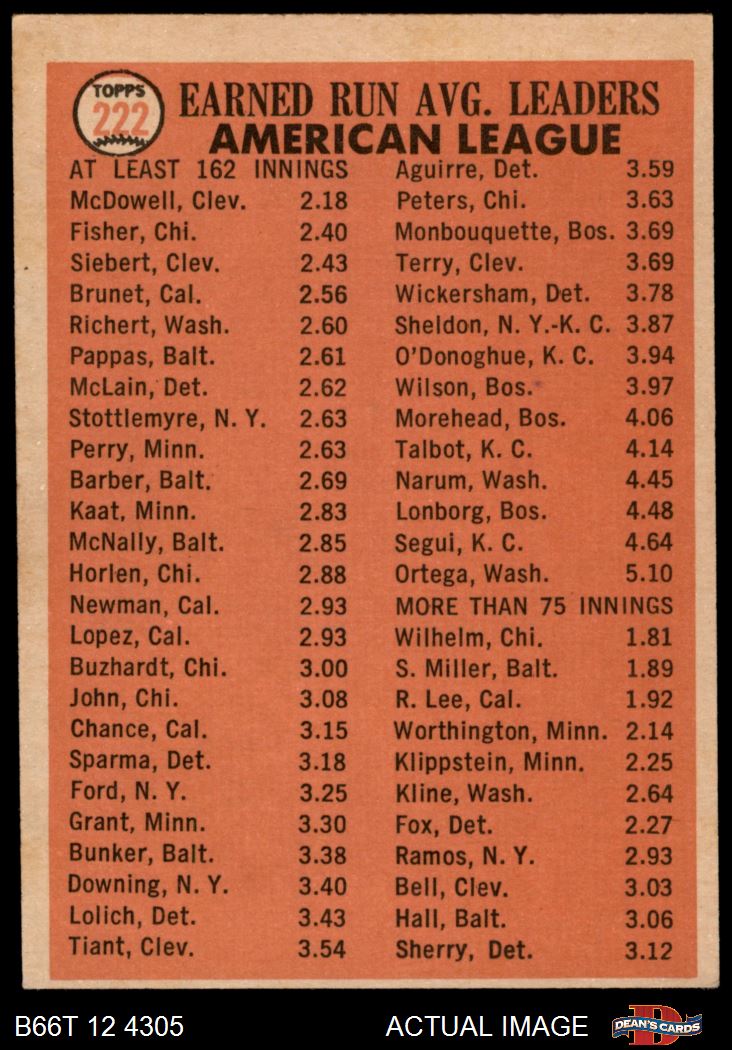 TOPPS
222
EARNED RUN AVG. LEADERS
AMERICAN LEAGUE
AT LEAST 162 INNINGS
McDowell, Clev. 2.18
Fisher, Chi. 2.40
Siebert, Clev. 2.43
Brunet, Cal. 2.56
Richert, Wash. 2.60
Pappas, Balt. 2.61
McLain, Det. 2.62
Stottlemyre, N. Y. 2.63
Perry, Minn. 2.63
Barber, Balt. 2.69
Kaat, Minn. 2.83
McNally, Balt. 2.85
Horlen, Chi. 2.88
Newman, Cal. 2.93
Lopez, Cal. 2.93
Buzhardt, Chi. 3.00
John, Chi. 3.08
Chance, Cal. 3.15
Sparma, Det. 3.18
Ford, N. Y. 3.25
Grant, Minn. 3.30
Bunker, Balt. 3.38
Downing, N. Y. 3.40
Lolich, Det. 3.43
Tiant, Clev. 3.54
Aguirre, Det. 3.59
Peters, Chi. 3.63
Monbouquette, Bos. 3.69
Terry, Clev. 3.69
Wickersham, Det. 3.78
Sheldon, N. Y.-K. C. 3.87
O'Donoghue, K. C. 3.94
Wilson, Bos. 3.97
Morehead, Bos. 4.06
Talbot, K. C. 4.14
Narum, Wash. 4.45
Lonborg, Bos. 4.48
Segui, K. C. 4.64
Ortega, Wash. 5.10
MORE THAN 75 INNINGS
Wilhelm, Chi. 1.81
S. Miller, Balt. 1.89
R. Lee, Cal. 1.92
Worthington, Minn. 2.14
Klippstein, Minn. 2.25
Kline, Wash. 2.64
Fox, Det. 2.27
Ramos, N. Y. 2.93
Bell, Clev. 3.03
Hall, Balt. 3.06
Sherry, Det. 3.12
B66T 12 4305
ACTUAL IMAGE
D
DEAN'S CARDS